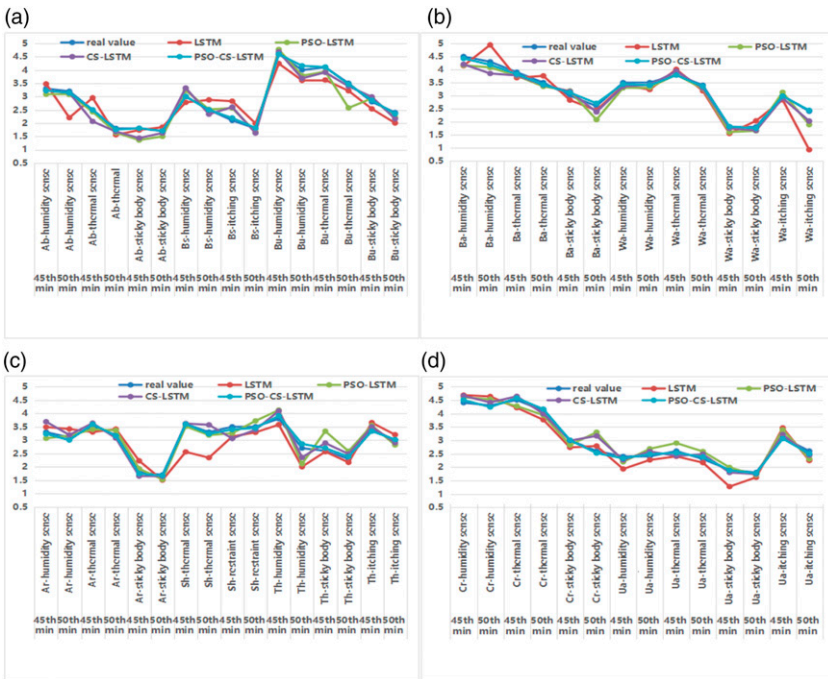 (a)
real value LSTM PSO-LSTM
CS-LSTM PSO-CS-LSTM
5
4.5
4
3.5
3
2.5
2
1.5
1
0.5
Ab-humidity sense
Ab-humidity sense
Ab-thermal sense
Ab-thermal
Ab-sticky body sense
Ab-sticky body sense
Bs-humidity sense
Bs-humidity sense
Bs-itching sense
Bs-itching sense
Bu-humidity sense
Bu-humidity sense
Bu-thermal sense
Bu-thermal sense
Bu-sticky body sense
Bu-sticky body sense
45th 50th 45th 50th 45th 50th 45th 50th 45th 50th 45th 50th 45th 50th 45th 50th
min min min min min min min min min min min min min min min min
(b)
real value LSTM PSO-LSTM
CS-LSTM PSO-CS-LSTM
5
4.5
4
3.5
3
2.5
2
1.5
1
0.5
Ba-humidity sense
Ba-humidity sense
Ba-thermal sense
Ba-thermal sense
Ba-sticky body sense
Ba-sticky body sense
Wa-humidity sense
Wa-humidity sense
Wa-thermal sense
Wa-thermal sense
Wa-sticky body sense
Wa-sticky body sense
Wa-itching sense
Wa-itching sense
45th 50th 45th 50th 45th 50th 45th 50th 45th 50th 45th 50th 45th 50th
min min min min min min min min min min min min min min
(c)
real value LSTM PSO-LSTM
CS-LSTM PSO-CS-LSTM
5
4.5
4
3.5
3
2.5
2
1.5
1
0.5
Ar-humidity sense
Ar-humidity sense
Ar-thermal sense
Ar-thermal sense
Ar-sticky body sense
Ar-sticky body sense
Sh-thermal sense
Sh-thermal sense
Sh-restraint sense
Sh-restraint sense
Th-humidity sense
Th-humidity sense
Th-sticky body sense
Th-sticky body sense
Th-itching sense
Th-itching sense
45th 50th 45th 50th 45th 50th 45th 50th 45th 50th 45th 50th 45th 50th 45th 50th
min min min min min min min min min min min min min min min min
(d)
real value LSTM PSO-LSTM
CS-LSTM PSO-CS-LSTM
5
4.5
4
3.5
3
2.5
2
1.5
1
0.5
Cr-humidity sense
Cr-humidity sense
Cr-thermal sense
Cr-thermal sense
Cr-sticky body sense
Cr-sticky body sense
Ua-humidity sense
Ua-humidity sense
Ua-thermal sense
Ua-thermal sense
Ua-sticky body sense
Ua-sticky body sense
Ua-itching sense
Ua-itching sense
45th 50th 45th 50th 45th 50th 45th 50th 45th 50th 45th 50th 45th 50th
min min min min min min min min min min min min min min